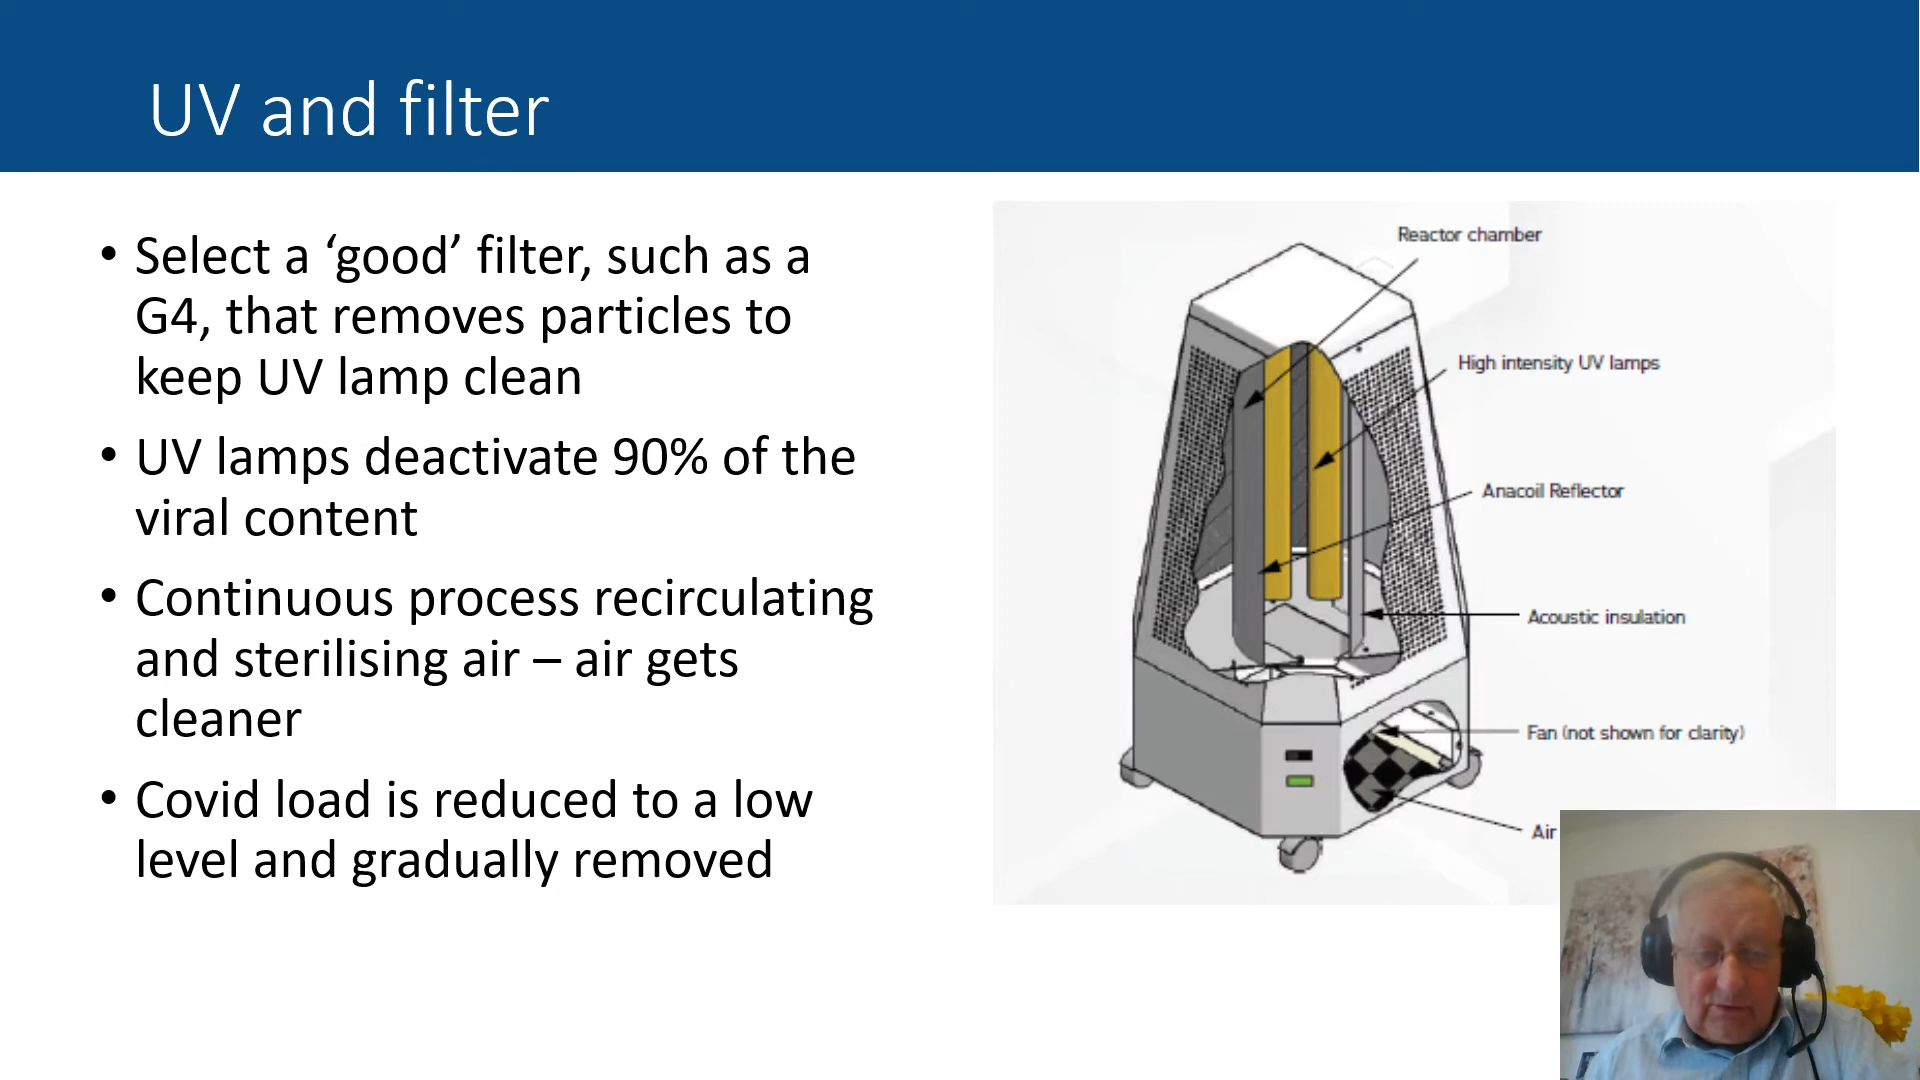 UV and filter
• Select a ‘good’ filter, such as a
G4, that removes particles to
keep UV lamp clean
• UV lamps deactivate 90% of the
viral content
• Continuous process recirculating
and sterilising air – air gets
cleaner
• Covid load is reduced to a low
level and gradually removed
Reactor chamber
High intensity UV lamps
Anacoil Reflector
Acoustic insulation
Fan (not shown for clarity)
Air